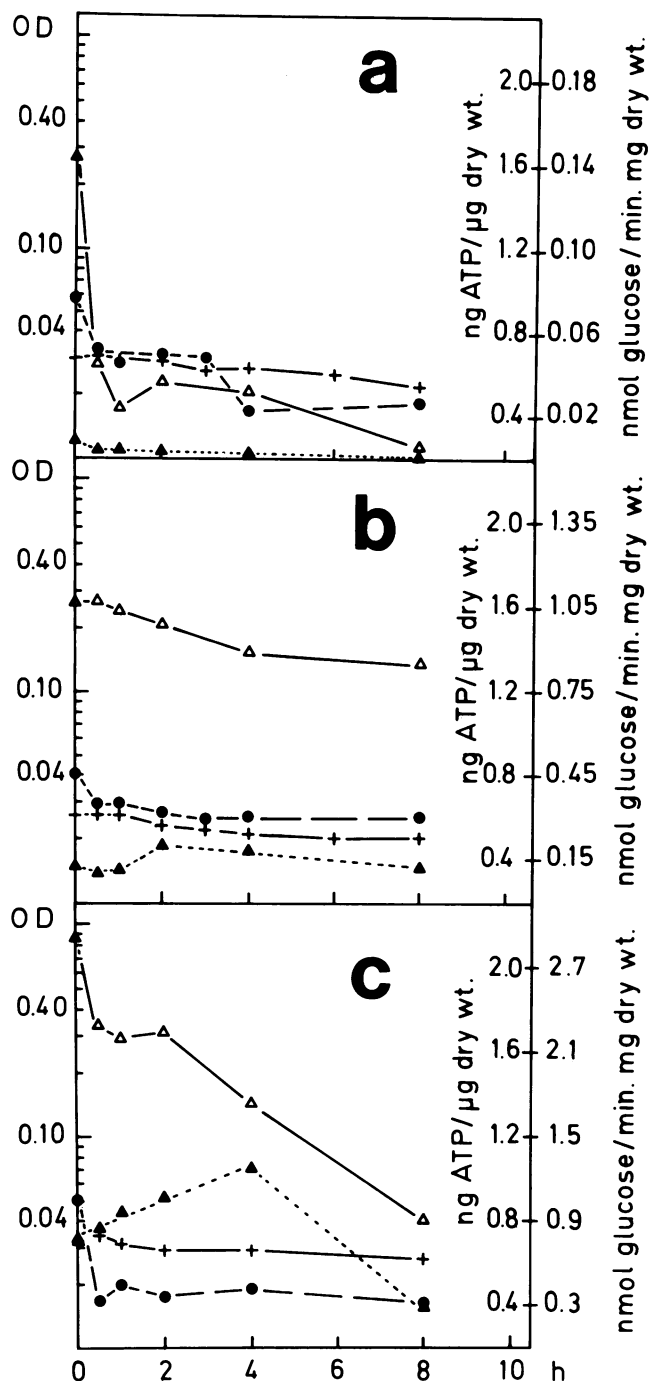 OD
a
0.40
0.10
0.04
2.0 0.18
1.6 0.14
1.2 0.10
0.8 0.06
0.4 0.02
ng ATP/µg dry wt.
nmol glucose/min. mg dry wt.
OD
b
0.40
0.10
0.04
2.0 1.35
1.6 1.05
1.2 0.75
0.8 0.45
0.4 0.15
ng ATP/µg dry wt.
nmol glucose/min. mg dry wt.
OD
c
0.40
0.10
0.04
2.0 2.7
1.6 2.1
1.2 1.5
0.8 0.9
0.4 0.3
ng ATP/µg dry wt.
nmol glucose/min. mg dry wt.
0 2 4 6 8 10 h